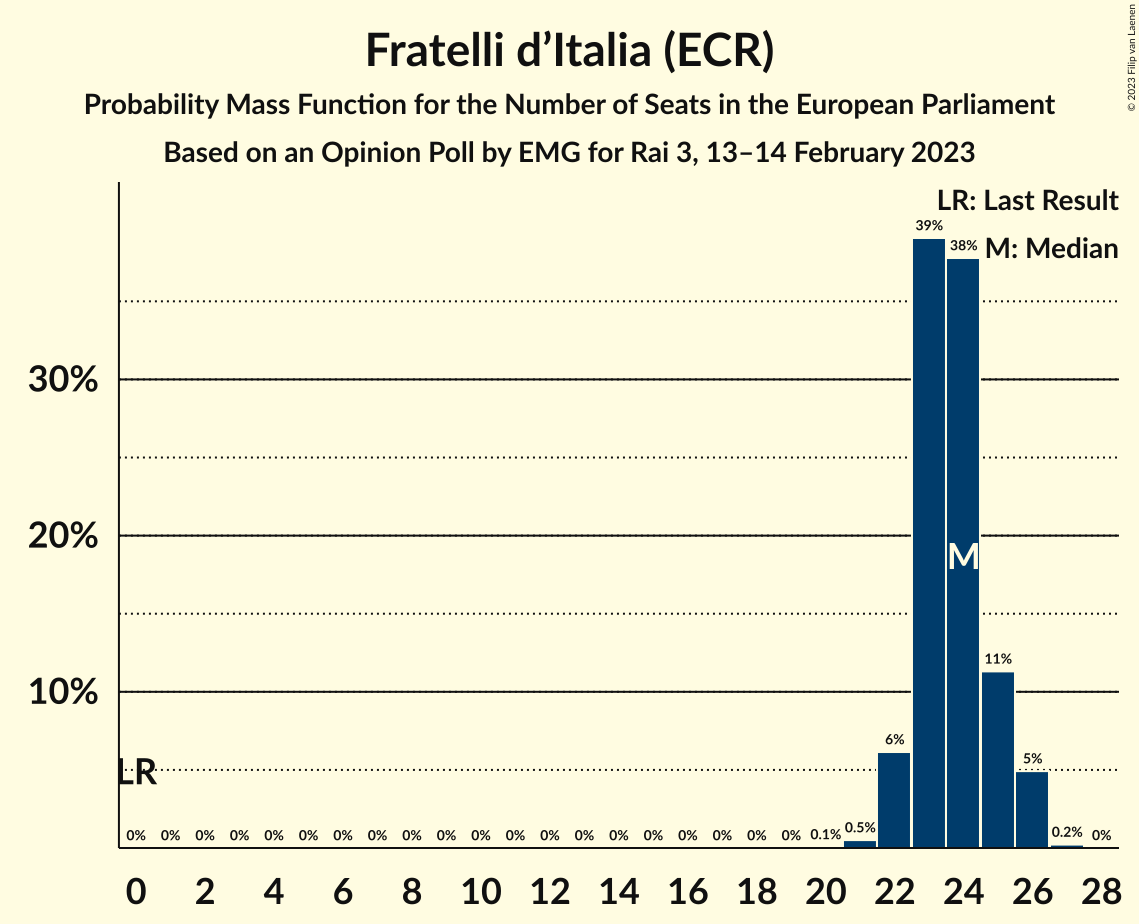 Fratelli d’Italia (ECR)
Probability Mass Function for the Number of Seats in the European Parliament
Based on an Opinion Poll by EMG for Rai 3, 13–14 February 2023
© 2023 Filip van Laenen
LR: Last Result
M: Median
39%
38%
30%
20%
M
11%
10%
6%
5%
LR
0% 0% 0% 0% 0% 0% 0% 0% 0% 0% 0% 0% 0% 0% 0% 0% 0% 0% 0% 0% 0.1% 0.5% 0.2% 0%
0 2 4 6 8 10 12 14 16 18 20 22 24 26 28